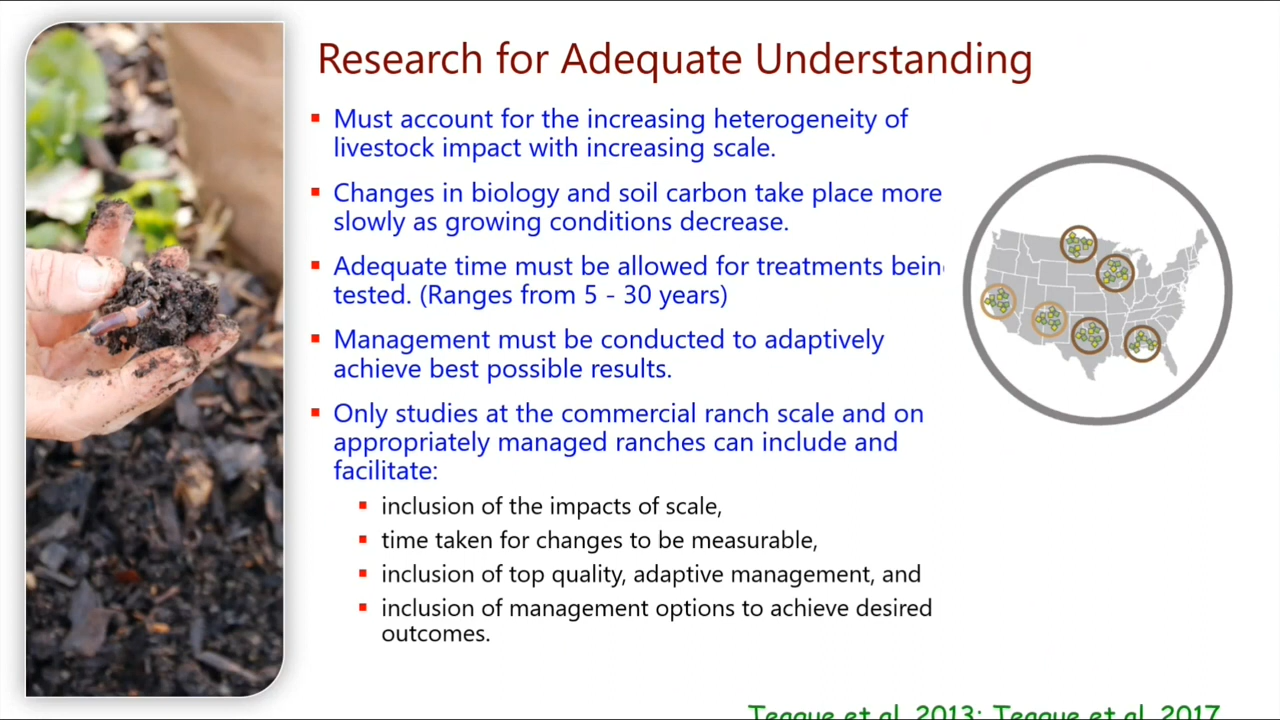 Research for Adequate Understanding
Must account for the increasing heterogeneity of
livestock impact with increasing scale.
Changes in biology and soil carbon take place more
slowly as growing conditions decrease.
Adequate time must be allowed for treatments bein
tested. (Ranges from 5 - 30 years)
Management must be conducted to adaptively
achieve best possible results.
Only studies at the commercial ranch scale and on
appropriately managed ranches can include and
facilitate:
inclusion of the impacts of scale,
time taken for changes to be measurable,
inclusion of top quality, adaptive management, and
inclusion of management options to achieve desired
outcomes.
Teague et al. 2013; Teague et al. 2017